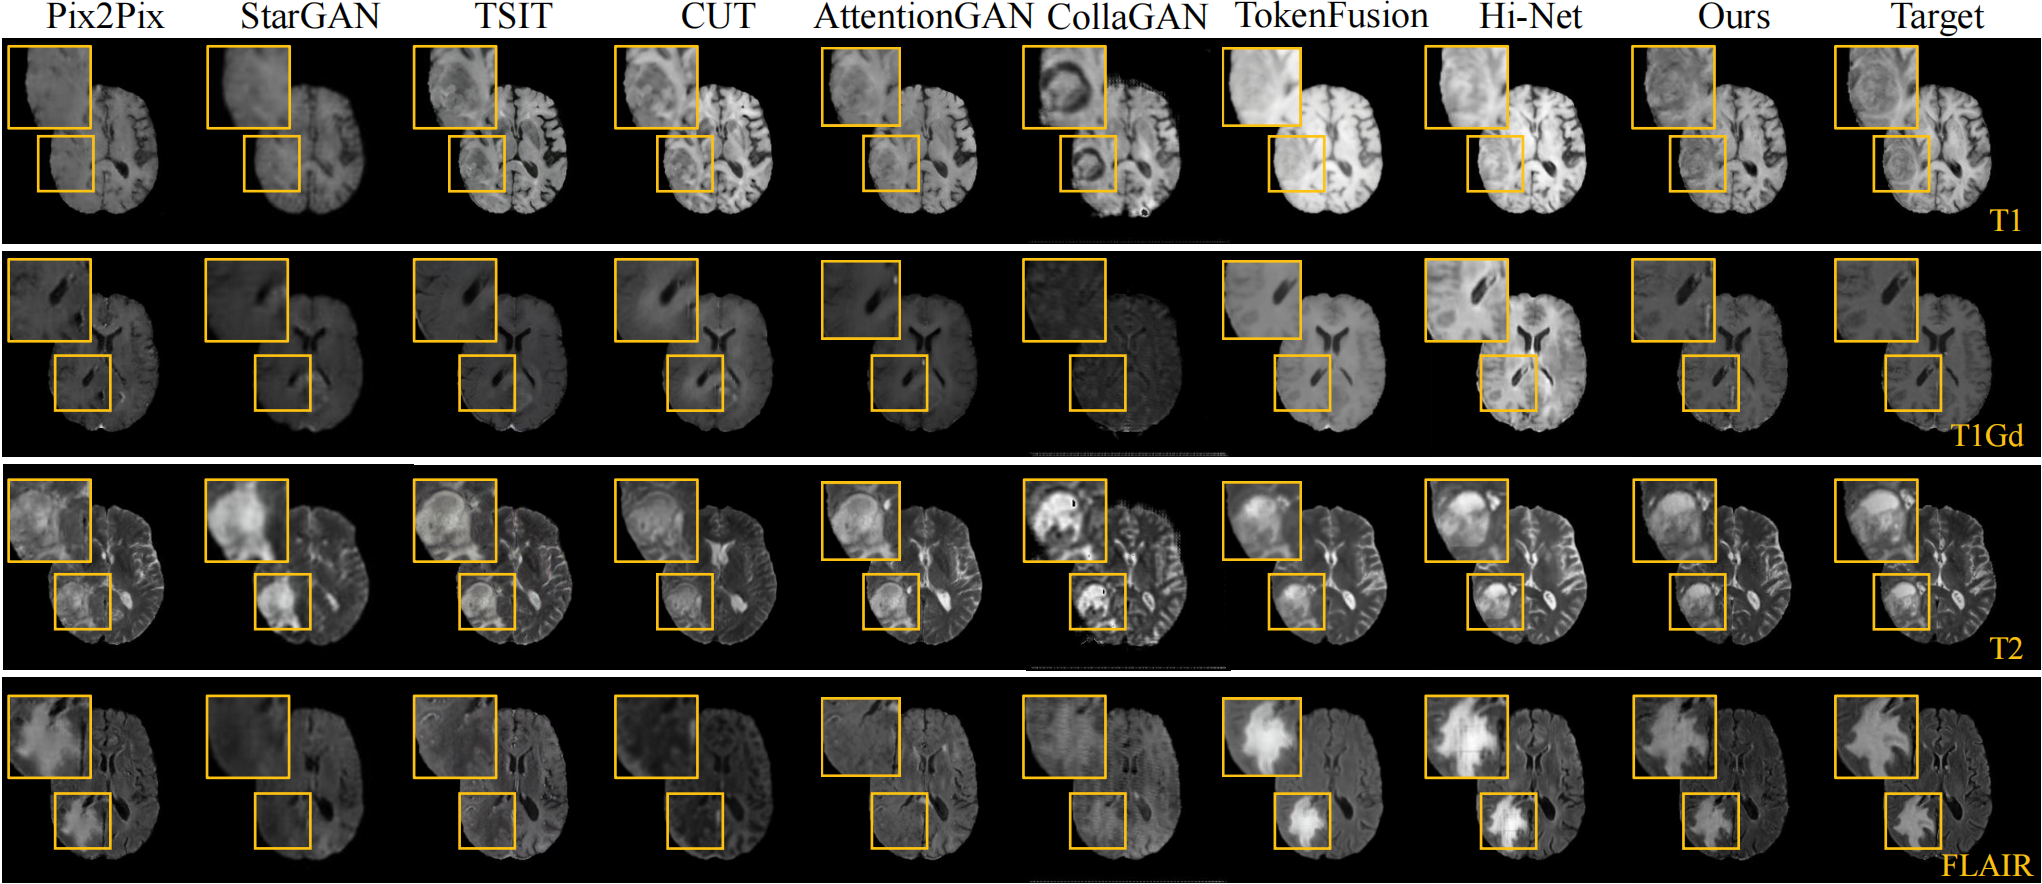 Pix2Pix StarGAN TSIT CUT AttentionGAN CollaGAN TokenFusion Hi-Net Ours Target
T1
T1Gd
T2
FLAIR